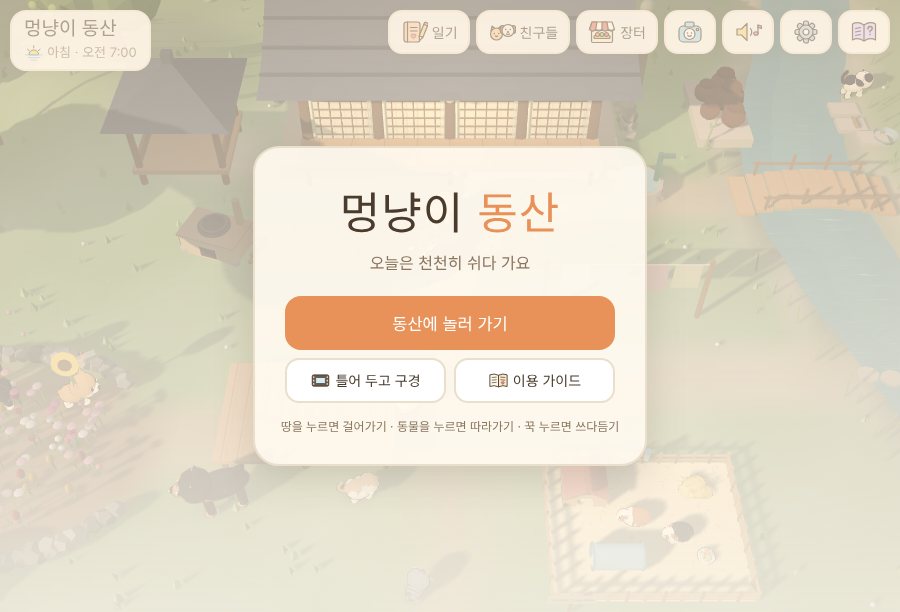 멍냥이 동산
아침 · 오전 7:00
일기
친구들
장터
멍냥이 동산
오늘은 천천히 쉬다 가요
동산에 놀러 가기
틀어 두고 구경
이용 가이드
땅을 누르면 걸어가기 · 동물을 누르면 따라가기 · 꾹 누르면 쓰다듬기